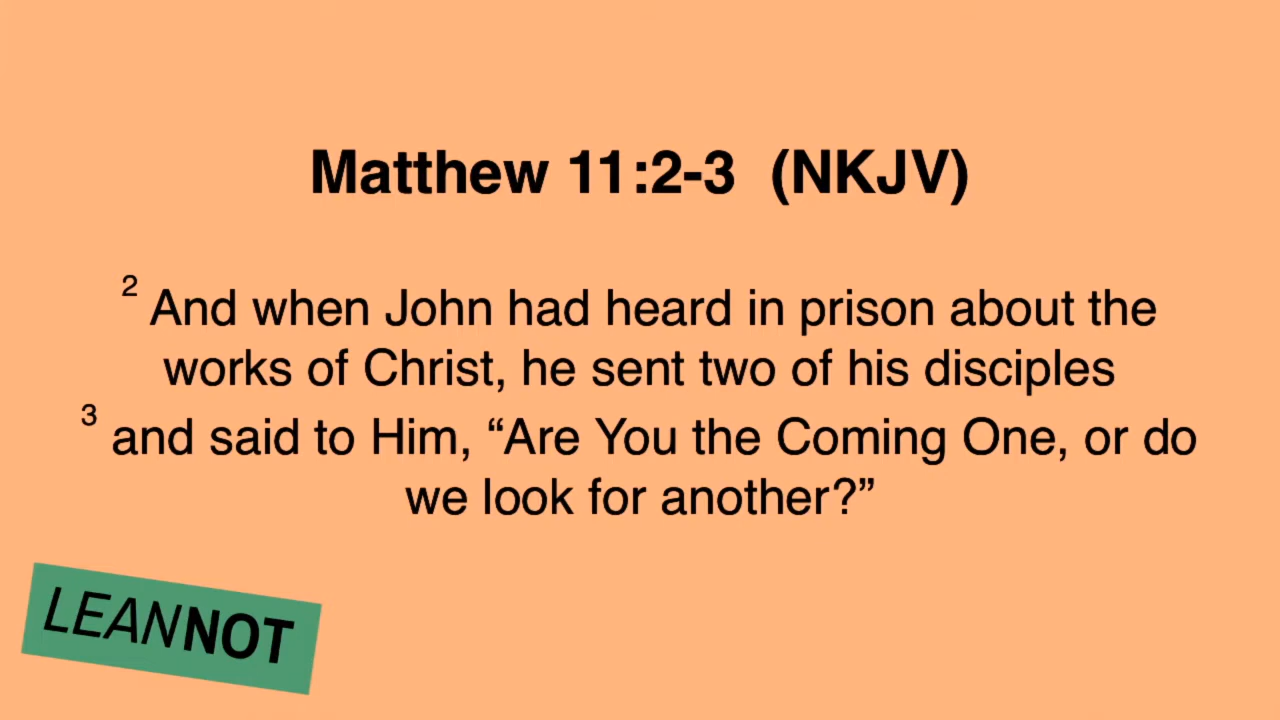 Matthew 11:2-3 (NKJV)
2 And when John had heard in prison about the
works of Christ, he sent two of his disciples
3 and said to Him, “Are You the Coming One, or do
we look for another?”
LEANNOT